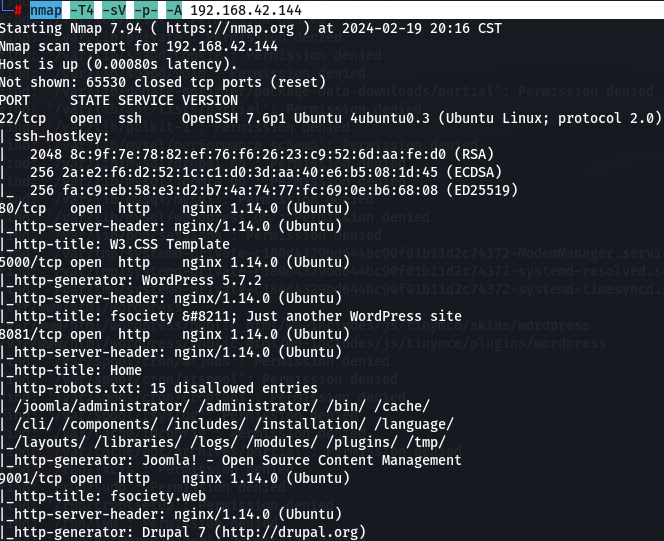 # nmap -T4 -sV -p- -A 192.168.42.144
Starting Nmap 7.94 ( https://nmap.org ) at 2024-02-19 20:16 CST
Nmap scan report for 192.168.42.144
Host is up (0.00080s latency).
Not shown: 65530 closed tcp ports (reset)
PORT     STATE SERVICE VERSION
22/tcp   open  ssh     OpenSSH 7.6p1 Ubuntu 4ubuntu0.3 (Ubuntu Linux; protocol 2.0)
| ssh-hostkey:
|   2048 8c:9f:7e:78:82:ef:76:f6:26:23:c9:52:6d:aa:fe:d0 (RSA)
|   256 2a:e2:f6:d2:52:1c:c1:d0:3d:aa:40:e6:b5:08:1d:45 (ECDSA)
|_  256 fa:c9:eb:58:e3:d2:b7:4a:74:77:fc:69:0e:b6:68:08 (ED25519)
80/tcp   open  http    nginx 1.14.0 (Ubuntu)
|_http-server-header: nginx/1.14.0 (Ubuntu)
|_http-title: W3.CSS Template
5000/tcp open  http    nginx 1.14.0 (Ubuntu)
|_http-generator: WordPress 5.7.2
|_http-server-header: nginx/1.14.0 (Ubuntu)
|_http-title: fsociety &#8211; Just another WordPress site
8081/tcp open  http    nginx 1.14.0 (Ubuntu)
|_http-server-header: nginx/1.14.0 (Ubuntu)
|_http-title: Home
| http-robots.txt: 15 disallowed entries
| /joomla/administrator/ /administrator/ /bin/ /cache/
| /cli/ /components/ /includes/ /installation/ /language/
|_/layouts/ /libraries/ /logs/ /modules/ /plugins/ /tmp/
|_http-generator: Joomla! - Open Source Content Management
9001/tcp open  http    nginx 1.14.0 (Ubuntu)
|_http-title: fsociety.web
|_http-server-header: nginx/1.14.0 (Ubuntu)
|_http-generator: Drupal 7 (http://drupal.org)